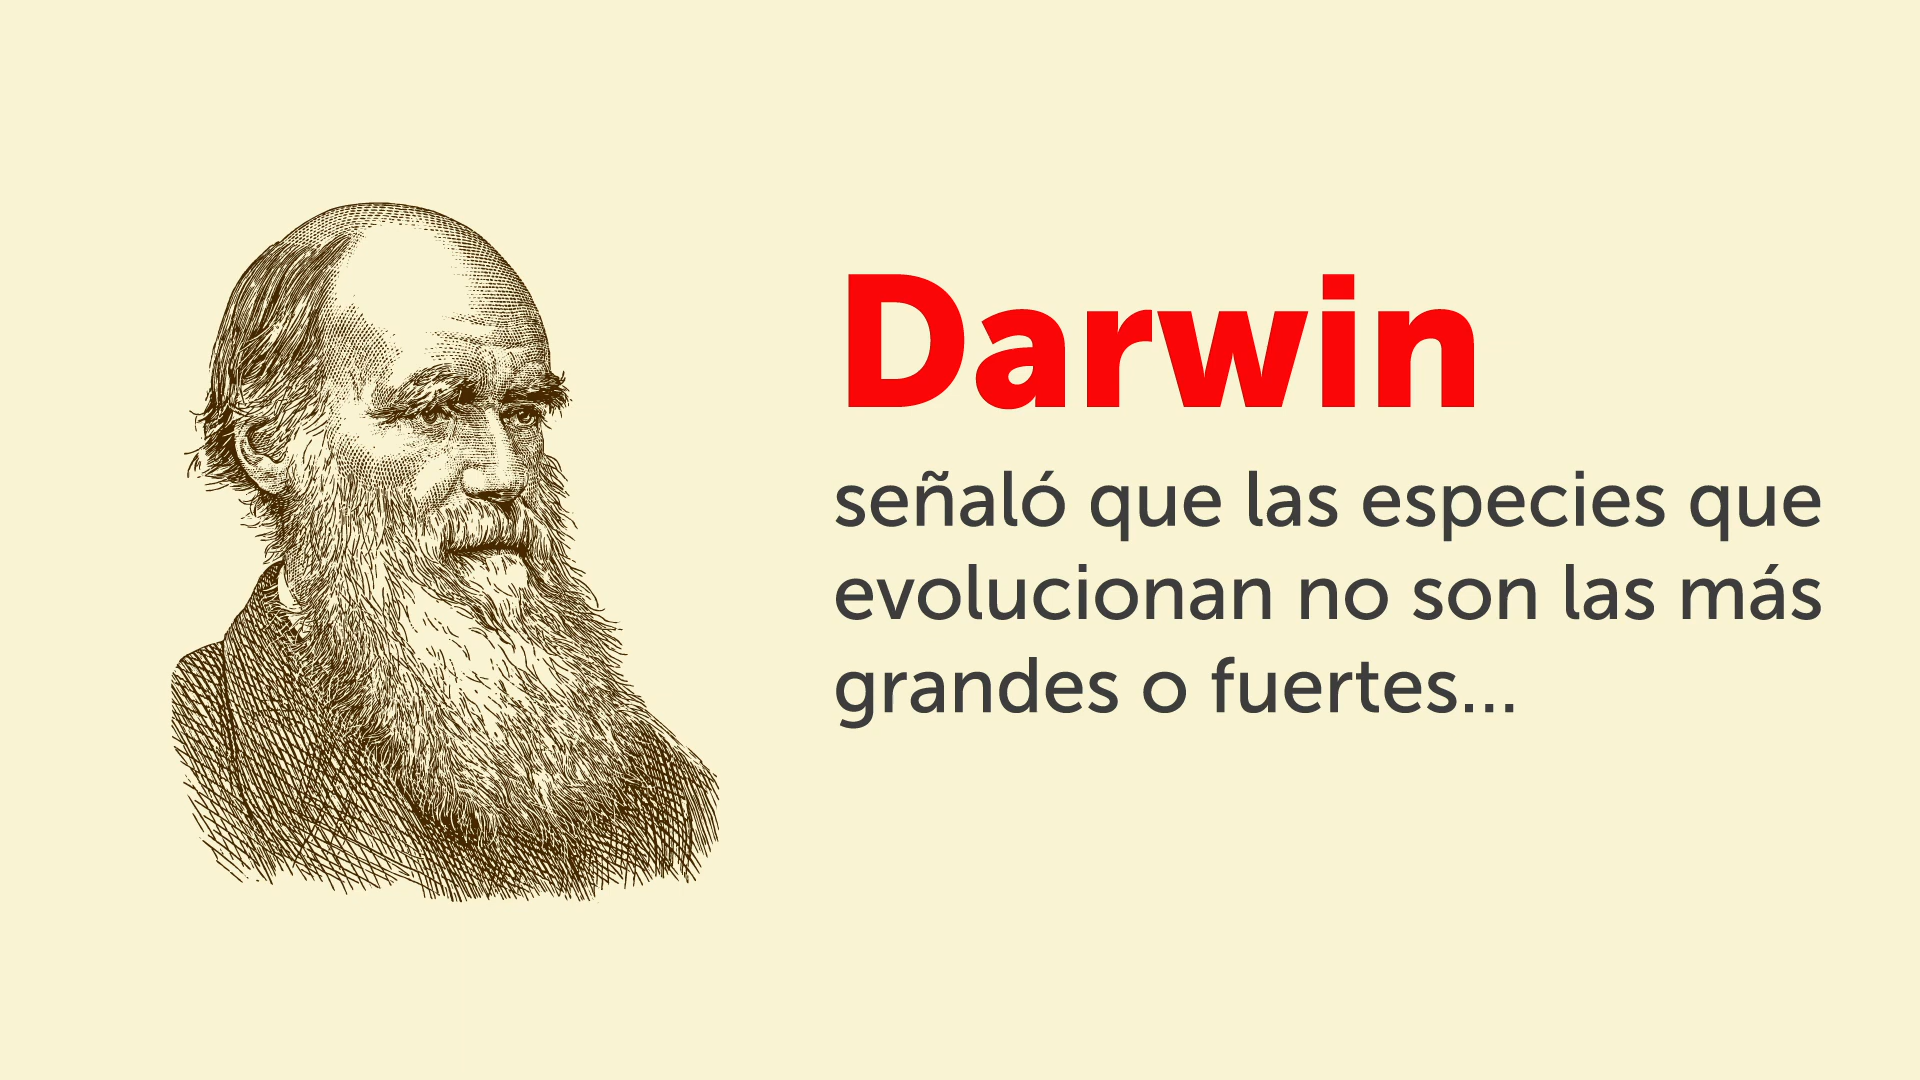 Darwin
señaló que las especies que
evolucionan no son las más
grandes o fuertes...